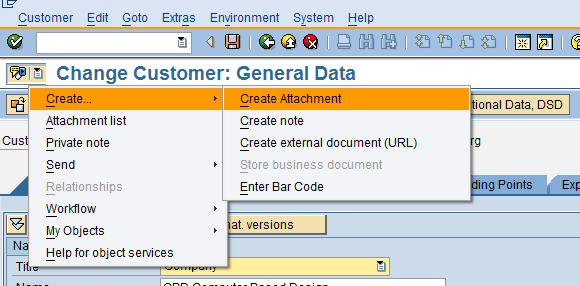 Customer Edit Goto Extras Environment System Help
Change Customer: General Data
Create...
Attachment list
Private note
Send
Relationships
Workflow
My Objects
Help for object services
Create Attachment
Create note
Create external document (URL)
Store business document
Enter Bar Code
tional Data, DSD
Cust
rg
ding Points Exp
nat. versions
Na
Title Company
Name CBD Computer Based Design